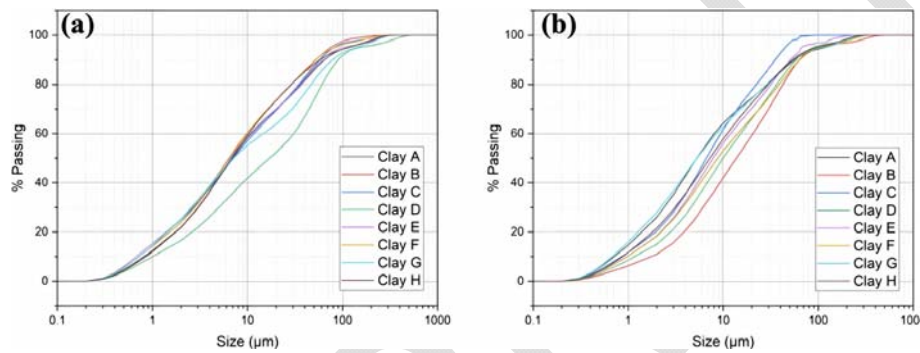 (a)
100
80
60
40
20
0
% Passing
0.1 1 10 100 1000
Size (µm)
Clay A
Clay B
Clay C
Clay D
Clay E
Clay F
Clay G
Clay H
(b)
100
80
60
40
20
0
% Passing
0.1 1 10 100 100
Size (µm)
Clay A
Clay B
Clay C
Clay D
Clay E
Clay F
Clay G
Clay H